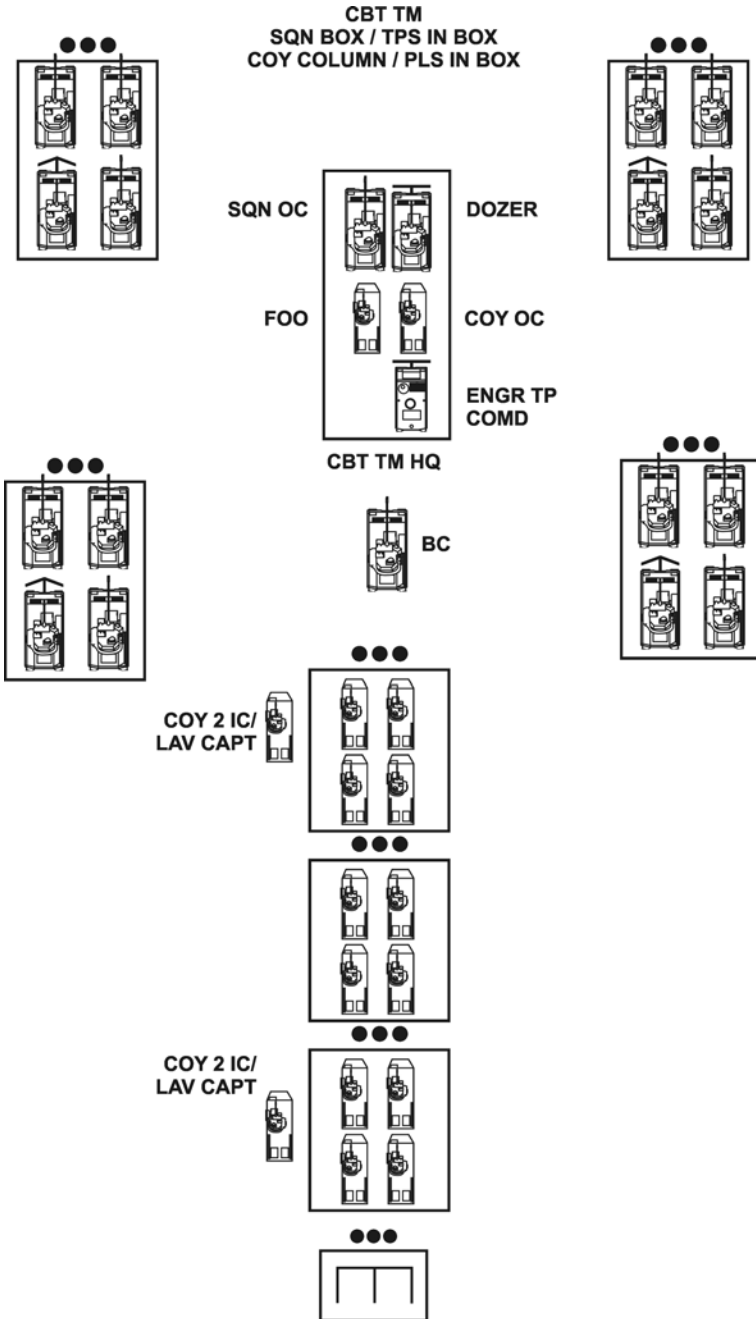 CBT TM
SQN BOX / TPS IN BOX
COY COLUMN / PLS IN BOX
SQN OC
DOZER
FOO
COY OC
ENGR TP
COMD
CBT TM HQ
BC
COY 2 IC/
LAV CAPT
COY 2 IC/
LAV CAPT